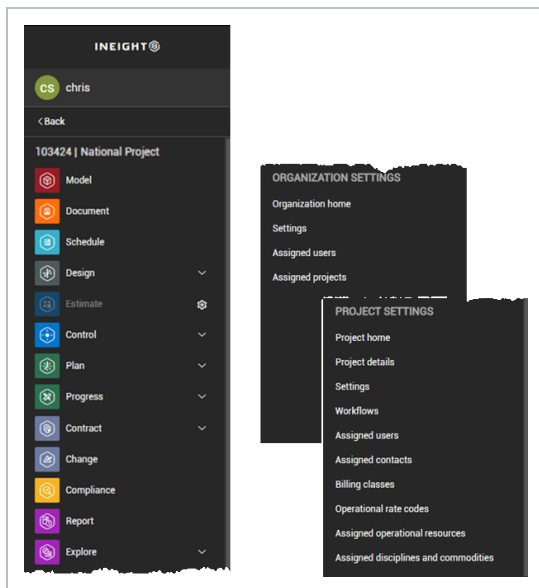 INEIGHT
CS chris
<Back
103424 | National Project
Model
Document
Schedule
Design
Estimate
Control
Plan
Progress
Contract
Change
Compliance
Report
Explore
ORGANIZATION SETTINGS
Organization home
Settings
Assigned users
Assigned projects
PROJECT SETTINGS
Project home
Project details
Settings
Workflows
Assigned users
Assigned contacts
Billing classes
Operational rate codes
Assigned operational resources
Assigned disciplines and commodities